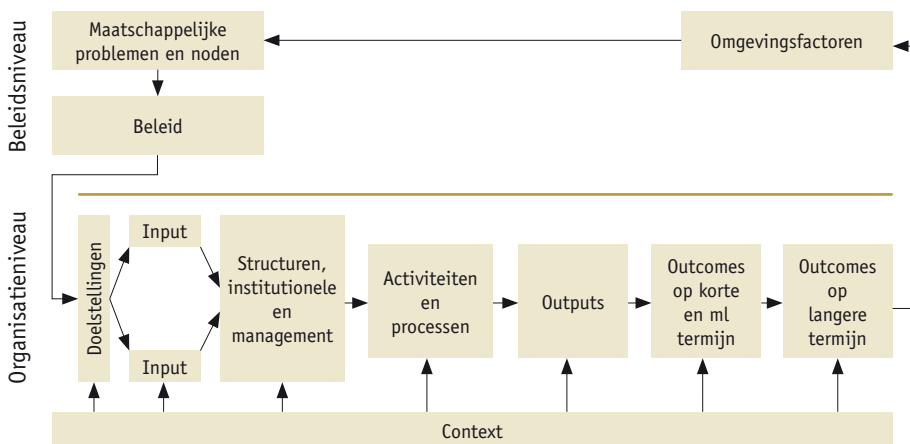 Beleidsniveau
Maatschappelijke
problemen en noden
Omgevingsfactoren
Beleid
Organisatieniveau
Doelstellingen
Input
Input
Structuren,
institutionele
en
management
Activiteiten
en
processen
Outputs
Outcomes
op korte
en ml
termijn
Outcomes
op
langere
termijn
Context